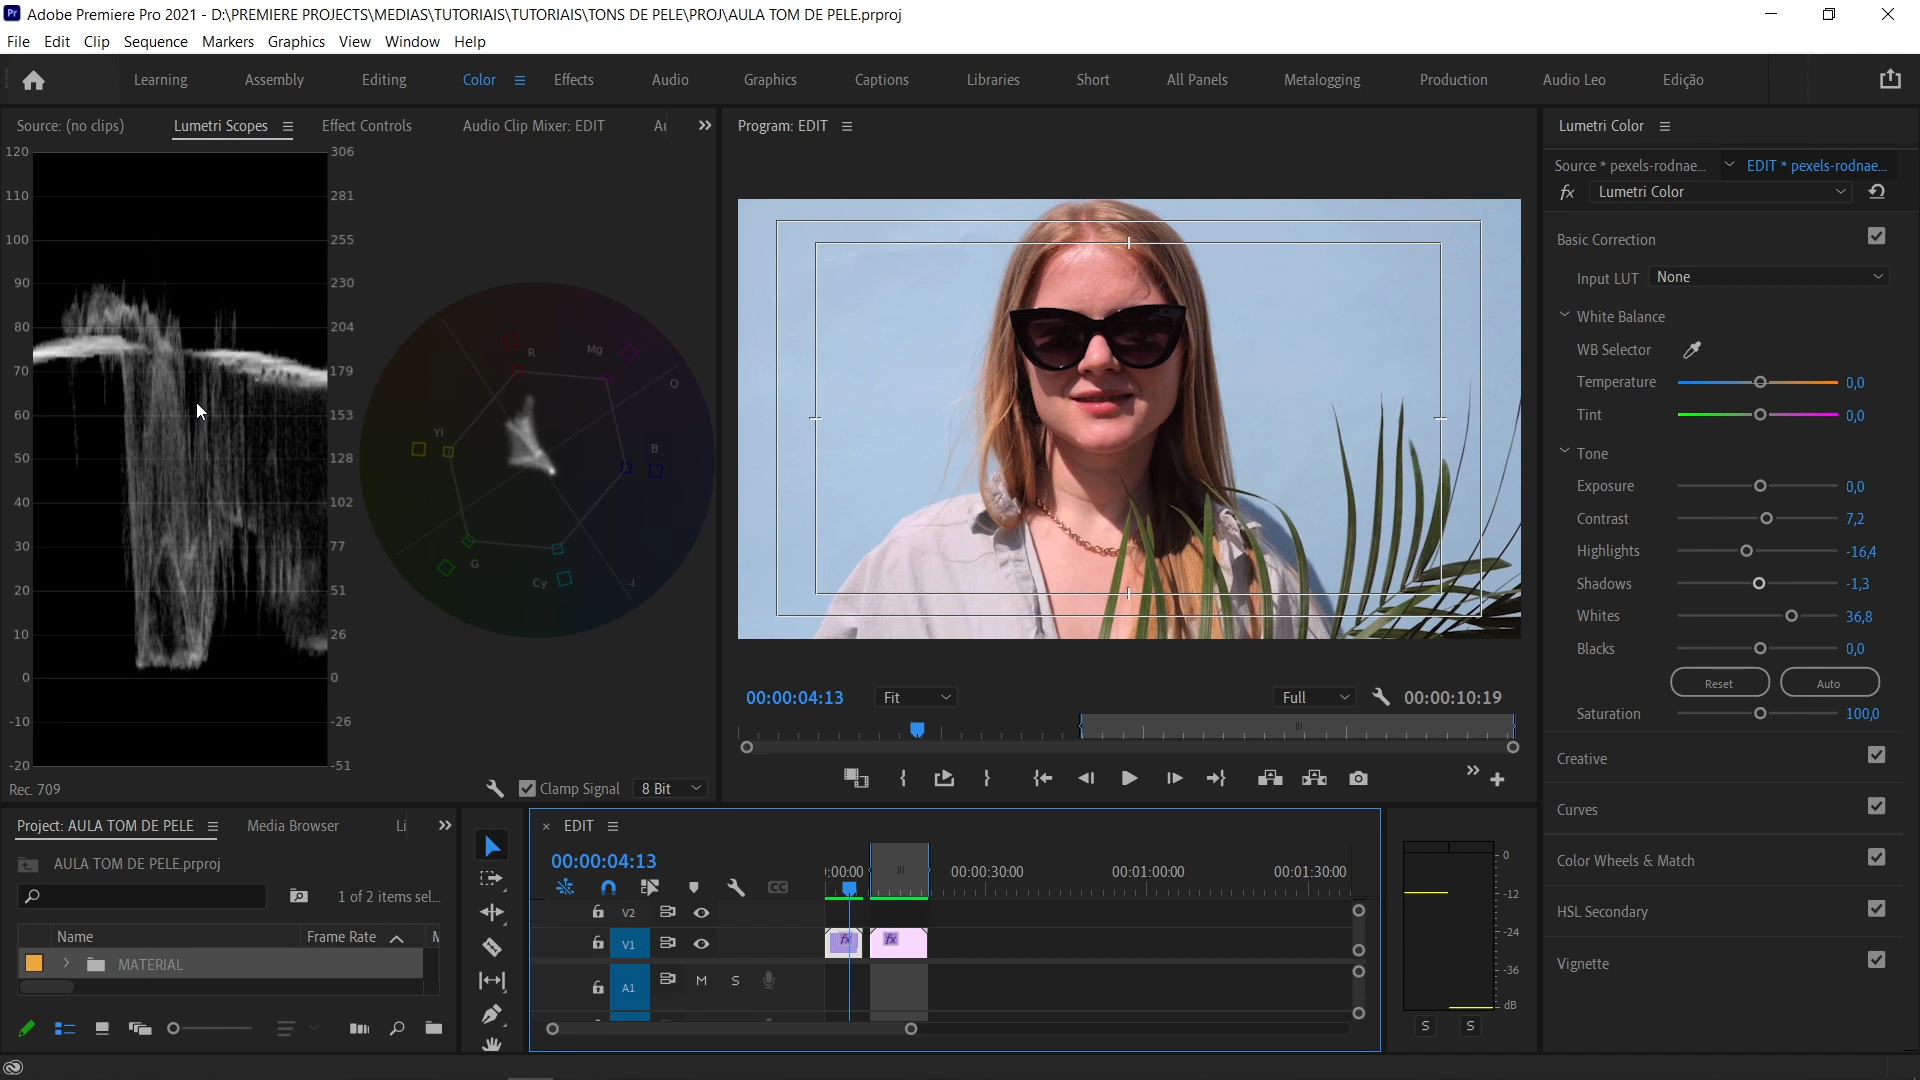 Adobe Premiere Pro 2021 - D:\PREMIERE PROJECTS\MEDIAS\TUTORIAIS\TUTORIAIS\TONS DE PELE\PROJ\AULA TOM DE PELE.prproj
File Edit Clip Sequence Markers Graphics View Window Help
Learning Assembly Editing Color Effects Audio Graphics Captions Libraries Short All Panels Metalogging Production Audio Leo Edição
Source: (no clips) Lumetri Scopes Effect Controls Audio Clip Mixer: EDIT Au
Program: EDIT
Lumetri Color
120 306
110 281
100 255
90 230
80 204
70 179
60 153
50 128
40 102
30 77
20 51
10 26
0 0
-10 -26
-20 -51
R Mg Q
Yl B
G Cy -i
Rec. 709
Clamp Signal 8 Bit
00:00:04:13 Fit Full 00:00:10:19
Source * pexels-rodnae... EDIT * pexels-rodnae...
fx Lumetri Color
Basic Correction
Input LUT None
White Balance
WB Selector
Temperature 0,0
Tint 0,0
Tone
Exposure 0,0
Contrast 7,2
Highlights -16,4
Shadows -1,3
Whites 36,8
Blacks 0,0
Reset Auto
Saturation 100,0
Creative
Curves
Color Wheels & Match
HSL Secondary
Vignette
Project: AULA TOM DE PELE Media Browser Li
AULA TOM DE PELE.prproj
1 of 2 items sel...
Name Frame Rate M
MATERIAL
× EDIT
00:00:04:13
:00:00 00:00:30:00 00:01:00:00 00:01:30:00
CC
V2
V1 fx fx
A1 M S
0
-12
-24
-36
dB
S S